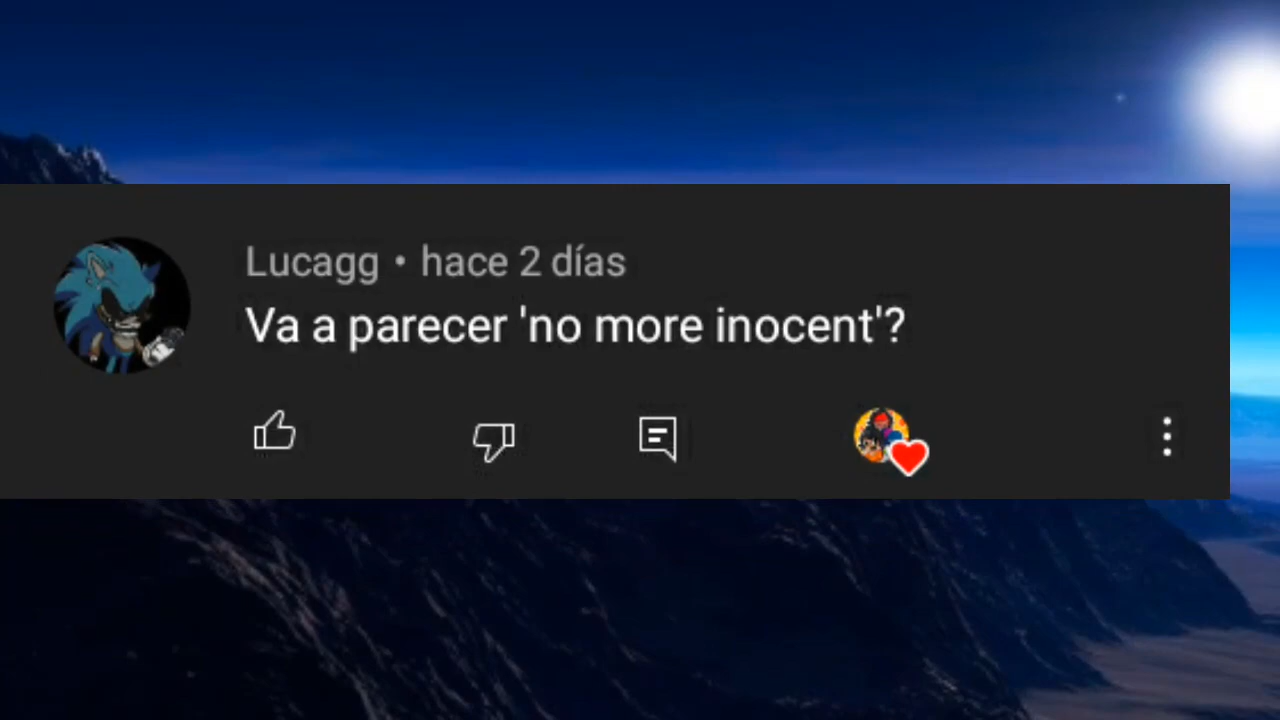 Lucagg • hace 2 días
Va a parecer 'no more inocent'?